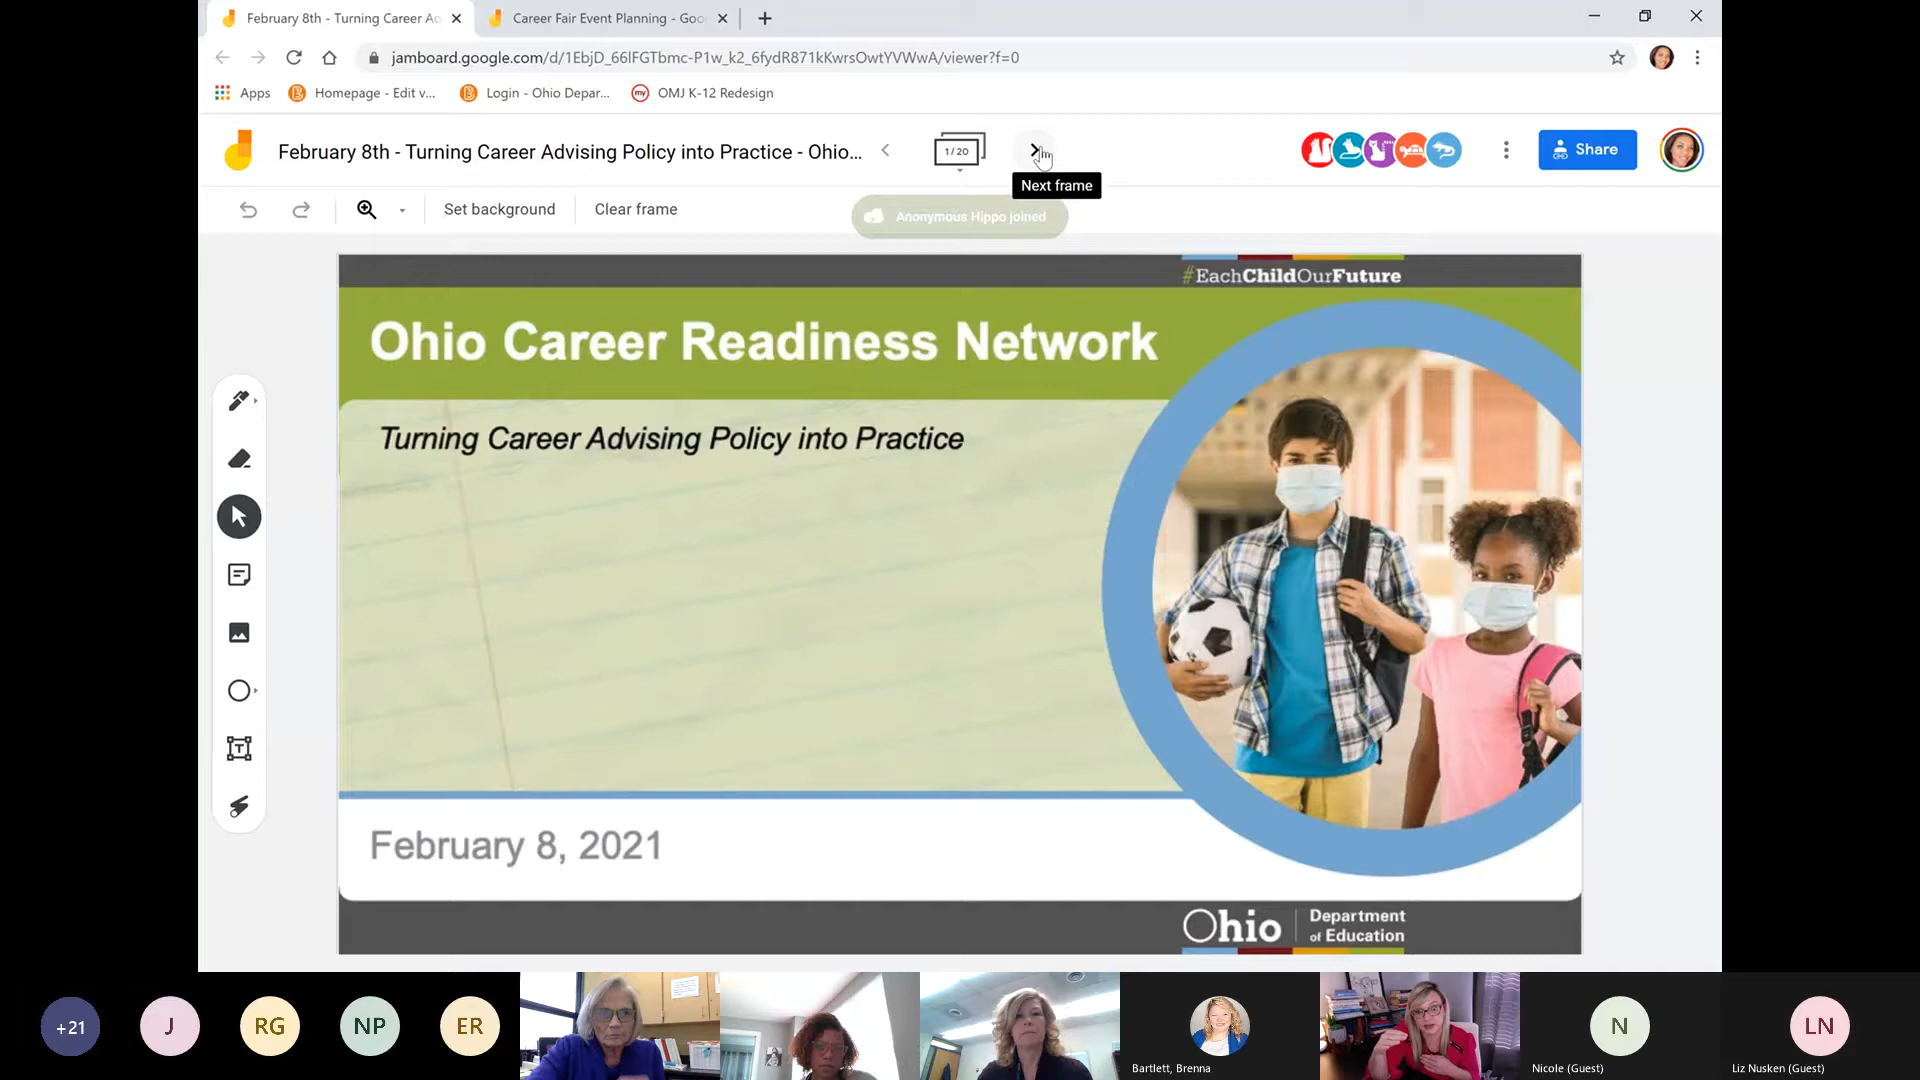 February 8th - Turning Career Ad
Career Fair Event Planning - Goo
jamboard.google.com/d/1EbjD_66lFGTbmc-P1w_k2_6fydR871kKwrsOwtYVWwA/viewer?f=0
Apps
Homepage - Edit v...
Login - Ohio Depar...
my
OMJ K-12 Redesign
February 8th - Turning Career Advising Policy into Practice - Ohio...
1 / 20
Share
Next frame
Set background
Clear frame
Anonymous Hippo joined
#EachChildOurFuture
Ohio Career Readiness Network
Turning Career Advising Policy into Practice
February 8, 2021
Ohio
Department
of Education
+21
J
RG
NP
ER
Bartlett, Brenna
N
Nicole (Guest)
LN
Liz Nusken (Guest)